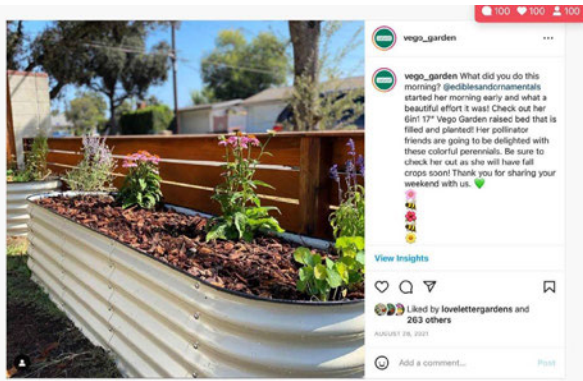 100 100 100
vego_garden
vego_garden What did you do this
morning? @ediblesandornamentals
started her morning early and what a
beautiful effort it was! Check out her
6in1 17" Vego Garden raised bed that is
filled and planted! Her pollinator
friends are going to be delighted with
these colorful perennials. Be sure to
check her out as she will have fall
crops soon! Thank you for sharing your
weekend with us. 💚
🌸
🐝
🌺
🐝
🌼
View Insights
Liked by lovelettergardens and
263 others
AUGUST 28, 2021
Add a comment...
Post